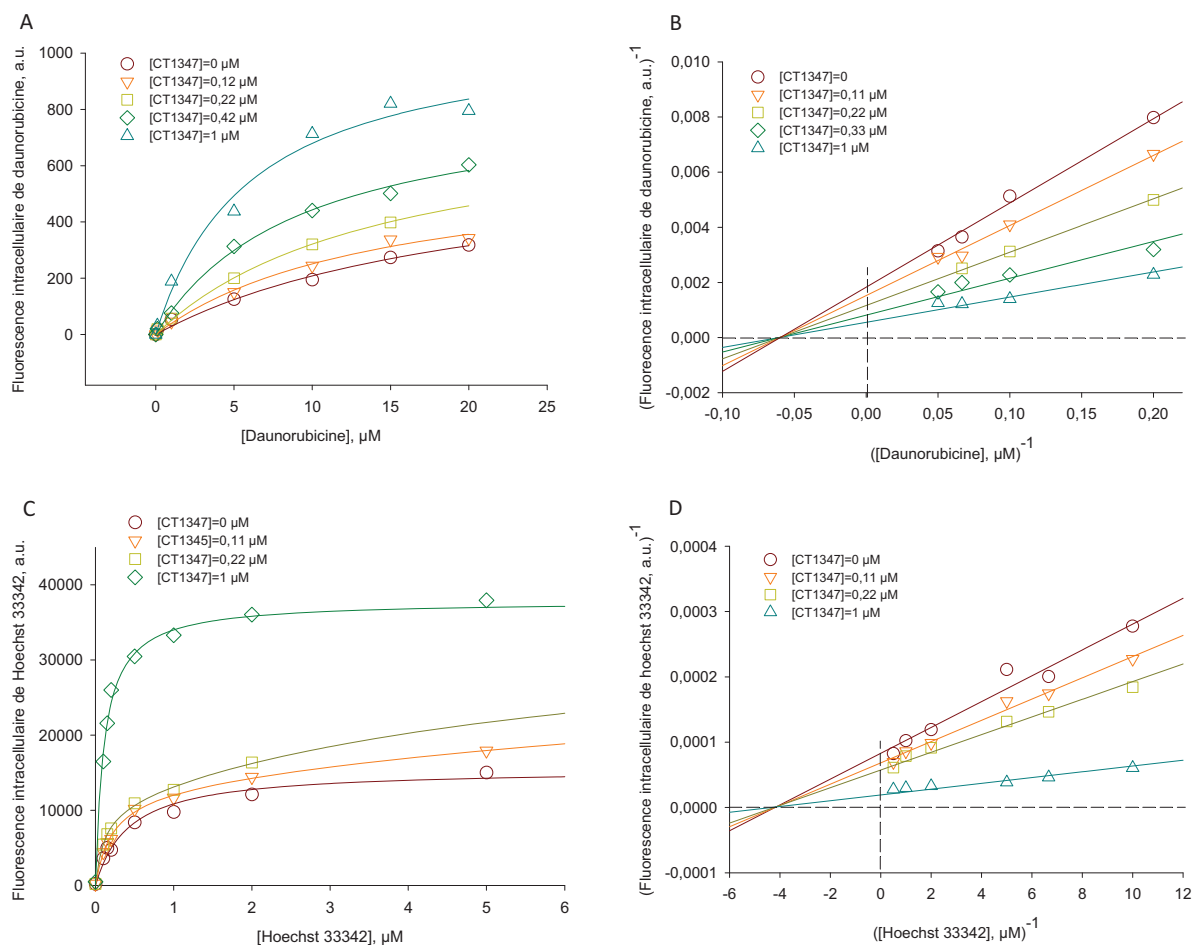 A
Fluorescence intracellulaire de daunorubicine, a.u.
1000
800
600
400
200
0
[CT1347]=0 µM
[CT1347]=0,12 µM
[CT1347]=0,22 µM
[CT1347]=0,42 µM
[CT1347]=1 µM
0
5
10
15
20
25
[Daunorubicine], µM
B
(Fluorecence intracellulaire de daunorubicine, a.u.)-1
0,010
0,008
0,006
0,004
0,002
0,000
-0,002
[CT1347]=0
[CT1347]=0,11 µM
[CT1347]=0,22 µM
[CT1347]=0,33 µM
[CT1347]=1 µM
-0,10
-0,05
0,00
0,05
0,10
0,15
0,20
([Daunorubicine], µM)-1
C
Fluorescence intracellulaire de Hoechst 33342, a.u.
40000
30000
20000
10000
0
[CT1347]=0 µM
[CT1345]=0,11 µM
[CT1347]=0,22 µM
[CT1347]=1 µM
0
1
2
3
4
5
6
[Hoechst 33342], µM
D
(Fluorescence intracellulaire de hoechst 33342, a.u.)-1
0,0004
0,0003
0,0002
0,0001
0,0000
-0,0001
[CT1347]=0 µM
[CT1347]=0,11 µM
[CT1347]=0,22 µM
[CT1347]=1 µM
-6
-4
-2
0
2
4
6
8
10
12
([Hoechst 33342], µM)-1